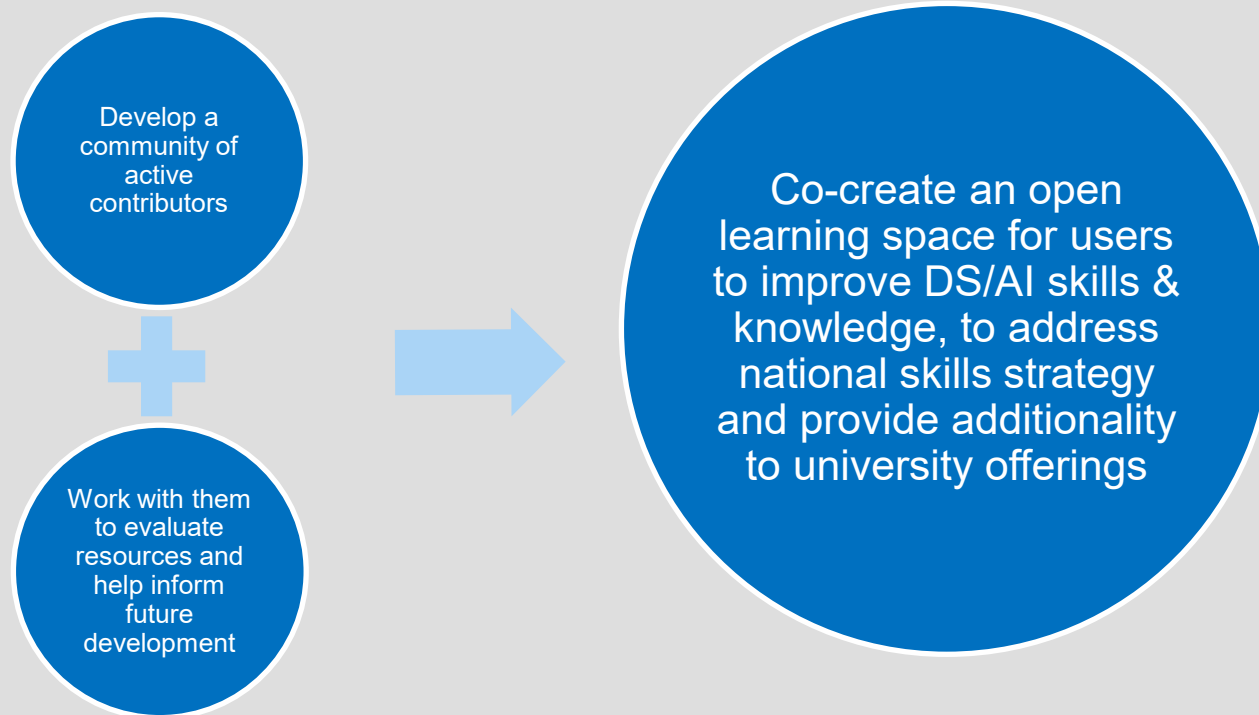 Develop a
community of
active
contributors
Work with them
to evaluate
resources and
help inform
future
development
Co-create an open
learning space for users
to improve DS/AI skills &
knowledge, to address
national skills strategy
and provide additionality
to university offerings